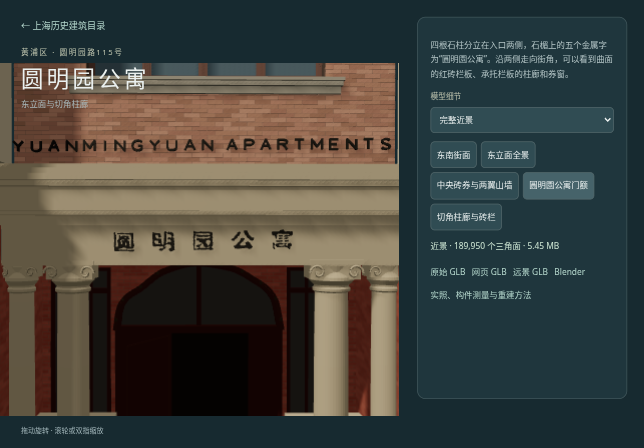 ← 上海历史建筑目录
黄浦区 · 圆明园路115号
圆明园公寓
东立面与切角柱廊
YUANMINGYUAN APARTMENTS
圆明园公寓
拖动旋转 · 滚轮或双指缩放
四根石柱分立在入口两侧，石楣上的五个金属字
为“圆明园公寓”。沿两侧走向街角，可以看到曲面
的红砖栏板、承托栏板的柱廊和券窗。
模型细节
完整近景
东南街面
东立面全景
中央砖券与两翼山墙
圆明园公寓门额
切角柱廊与砖栏
近景 · 189,950 个三角面 · 5.45 MB
原始 GLB 网页 GLB 远景 GLB Blender
实照、构件测量与重建方法